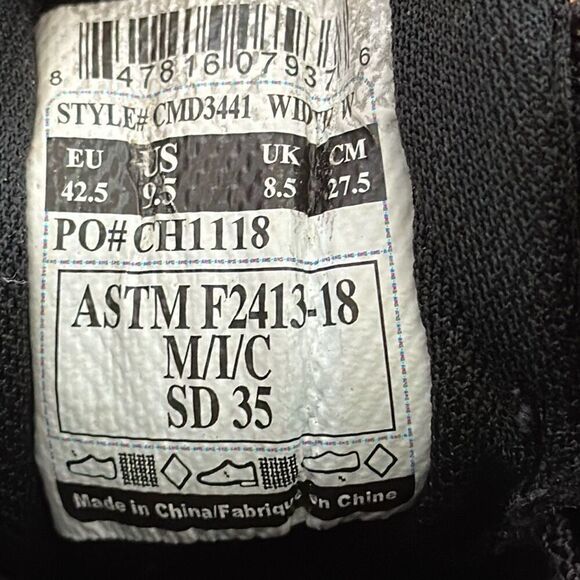 8 47816 07937 6
STYLE# CMD3441 WIDTH W
EU US UK CM
42.5 9.5 8.5 27.5
PO# CH1118
ASTM F2413-18
M/I/C
SD 35
Made in China/Fabriqu en Chine